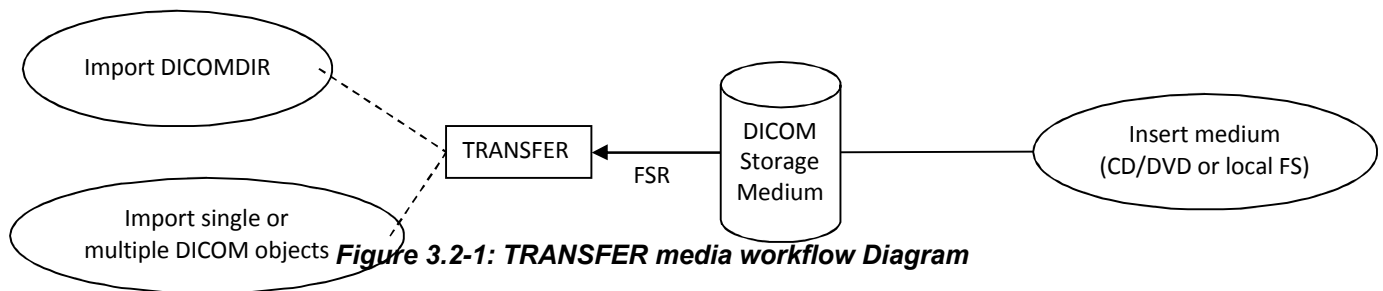 Import DICOMDIR
TRANSFER
FSR
DICOM
Storage
Medium
Insert medium
(CD/DVD or local FS)
Import single or
multiple DICOM objects
Figure 3.2-1: TRANSFER media workflow Diagram